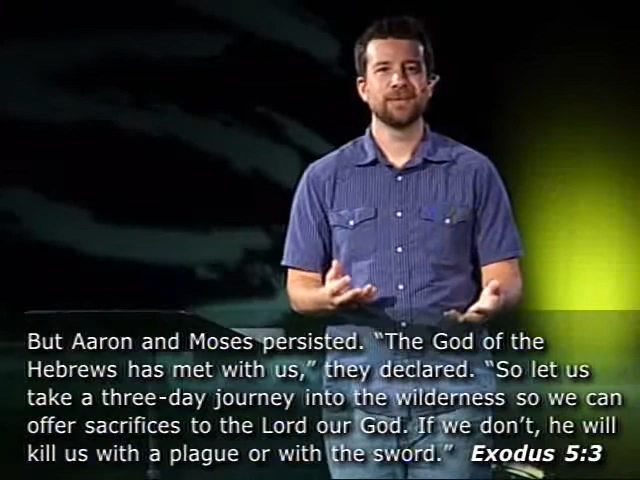 But Aaron and Moses persisted. “The God of the
Hebrews has met with us,” they declared. “So let us
take a three-day journey into the wilderness so we can
offer sacrifices to the Lord our God. If we don’t, he will
kill us with a plague or with the sword.” Exodus 5:3